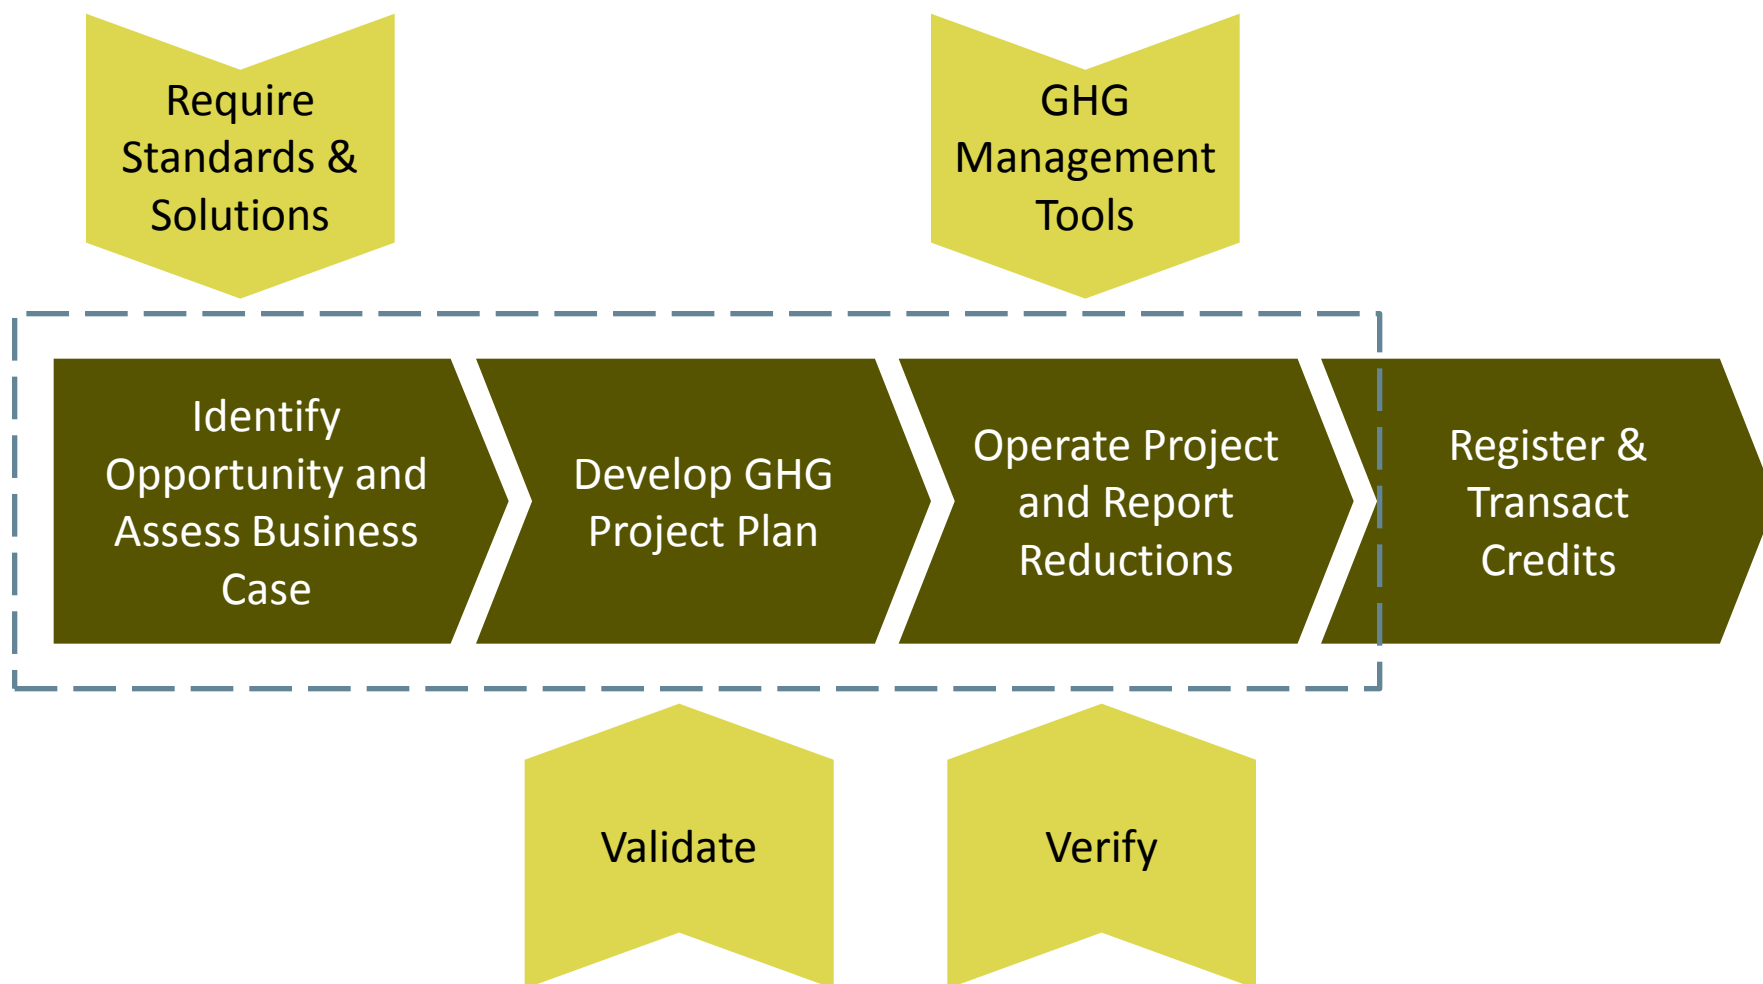 Require
Standards &
Solutions
GHG
Management
Tools
Identify
Opportunity and
Assess Business
Case
Develop GHG
Project Plan
Operate Project
and Report
Reductions
Register &
Transact
Credits
Validate
Verify